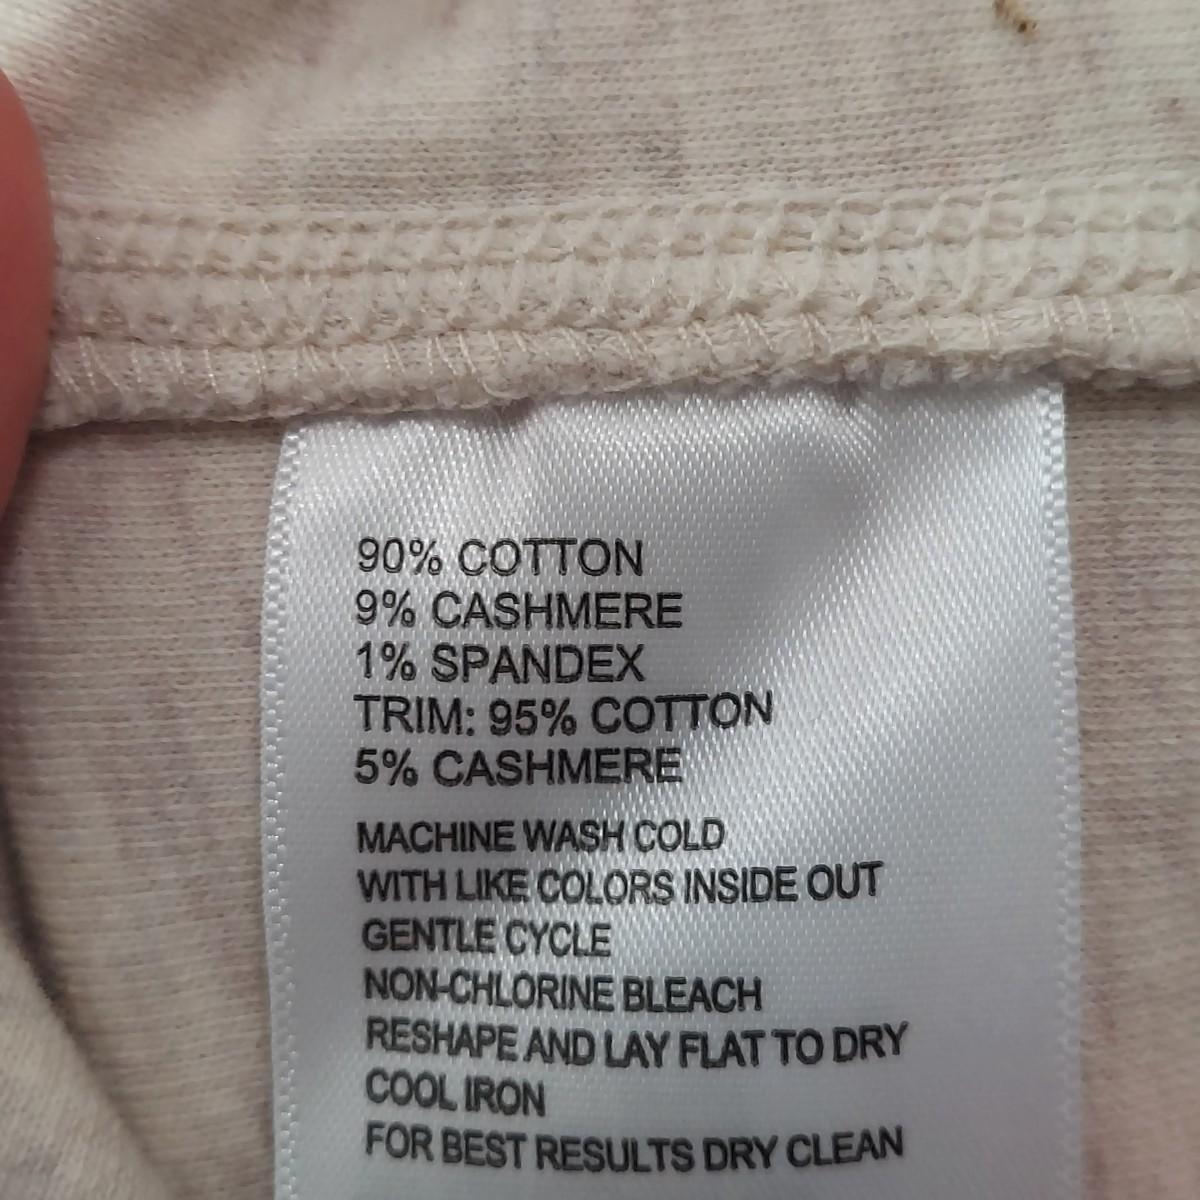 90% COTTON
9% CASHMERE
1% SPANDEX
TRIM: 95% COTTON
5% CASHMERE
MACHINE WASH COLD
WITH LIKE COLORS INSIDE OUT
GENTLE CYCLE
NON-CHLORINE BLEACH
RESHAPE AND LAY FLAT TO DRY
COOL IRON
FOR BEST RESULTS DRY CLEAN